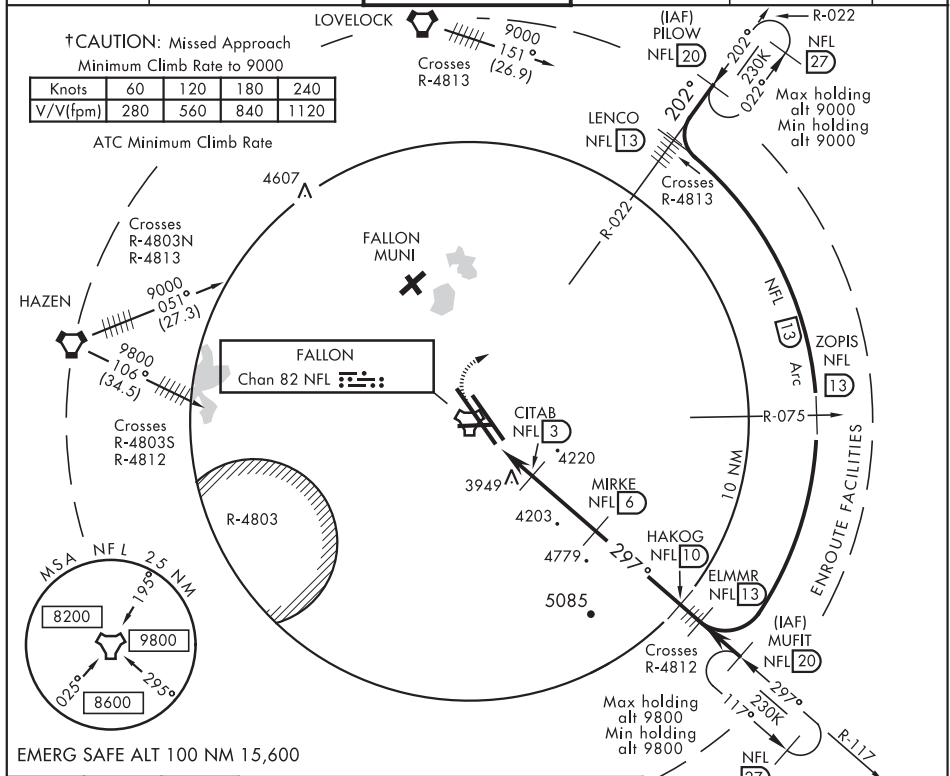 †CAUTION: Missed Approach
Minimum Climb Rate to 9000
Knots 60 120 180 240
V/V(fpm) 280 560 840 1120
ATC Minimum Climb Rate
LOVELOCK
9000
151°
(26.9)
Crosses
R-4813
(IAF)
PILOW
NFL 20
R-022
202°
230K
022°
NFL
27
Max holding
alt 9000
Min holding
alt 9000
202°
LENCO
NFL 13
Crosses
R-4813
R-022
4607
Crosses
R-4803N
R-4813
FALLON
MUNI
HAZEN
9000
051°
(27.3)
9800
106°
(34.5)
Crosses
R-4803S
R-4812
NFL
13
Arc
ZOPIS
NFL
13
FALLON
Chan 82 NFL
R-075
CITAB
NFL 3
4220
3949
10 NM
ENROUTE FACILITIES
MIRKE
NFL 6
4203
R-4803
4779
297°
HAKOG
NFL 10
ELMMR
NFL 13
5085
(IAF)
MUFIT
NFL 20
Crosses
R-4812
MSA NFL 25 NM
195°
8200
9800
025°
295°
8600
Max holding
alt 9800
Min holding
alt 9800
297°
230K
117°
R-117
NFL
27
EMERG SAFE ALT 100 NM 15,600